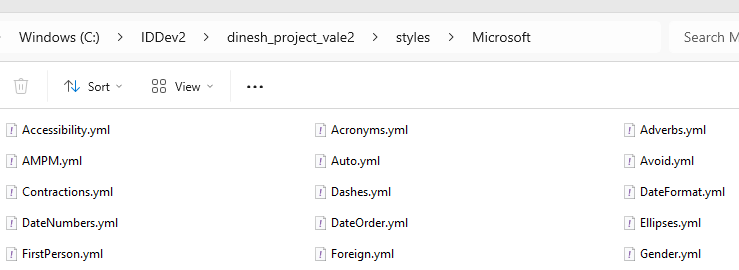 Windows (C:) > IDDev2 > dinesh_project_vale2 > styles > Microsoft Search M
Sort View ...
Accessibility.yml Acronyms.yml Adverbs.yml
AMPM.yml Auto.yml Avoid.yml
Contractions.yml Dashes.yml DateFormat.yml
DateNumbers.yml DateOrder.yml Ellipses.yml
FirstPerson.yml Foreign.yml Gender.yml